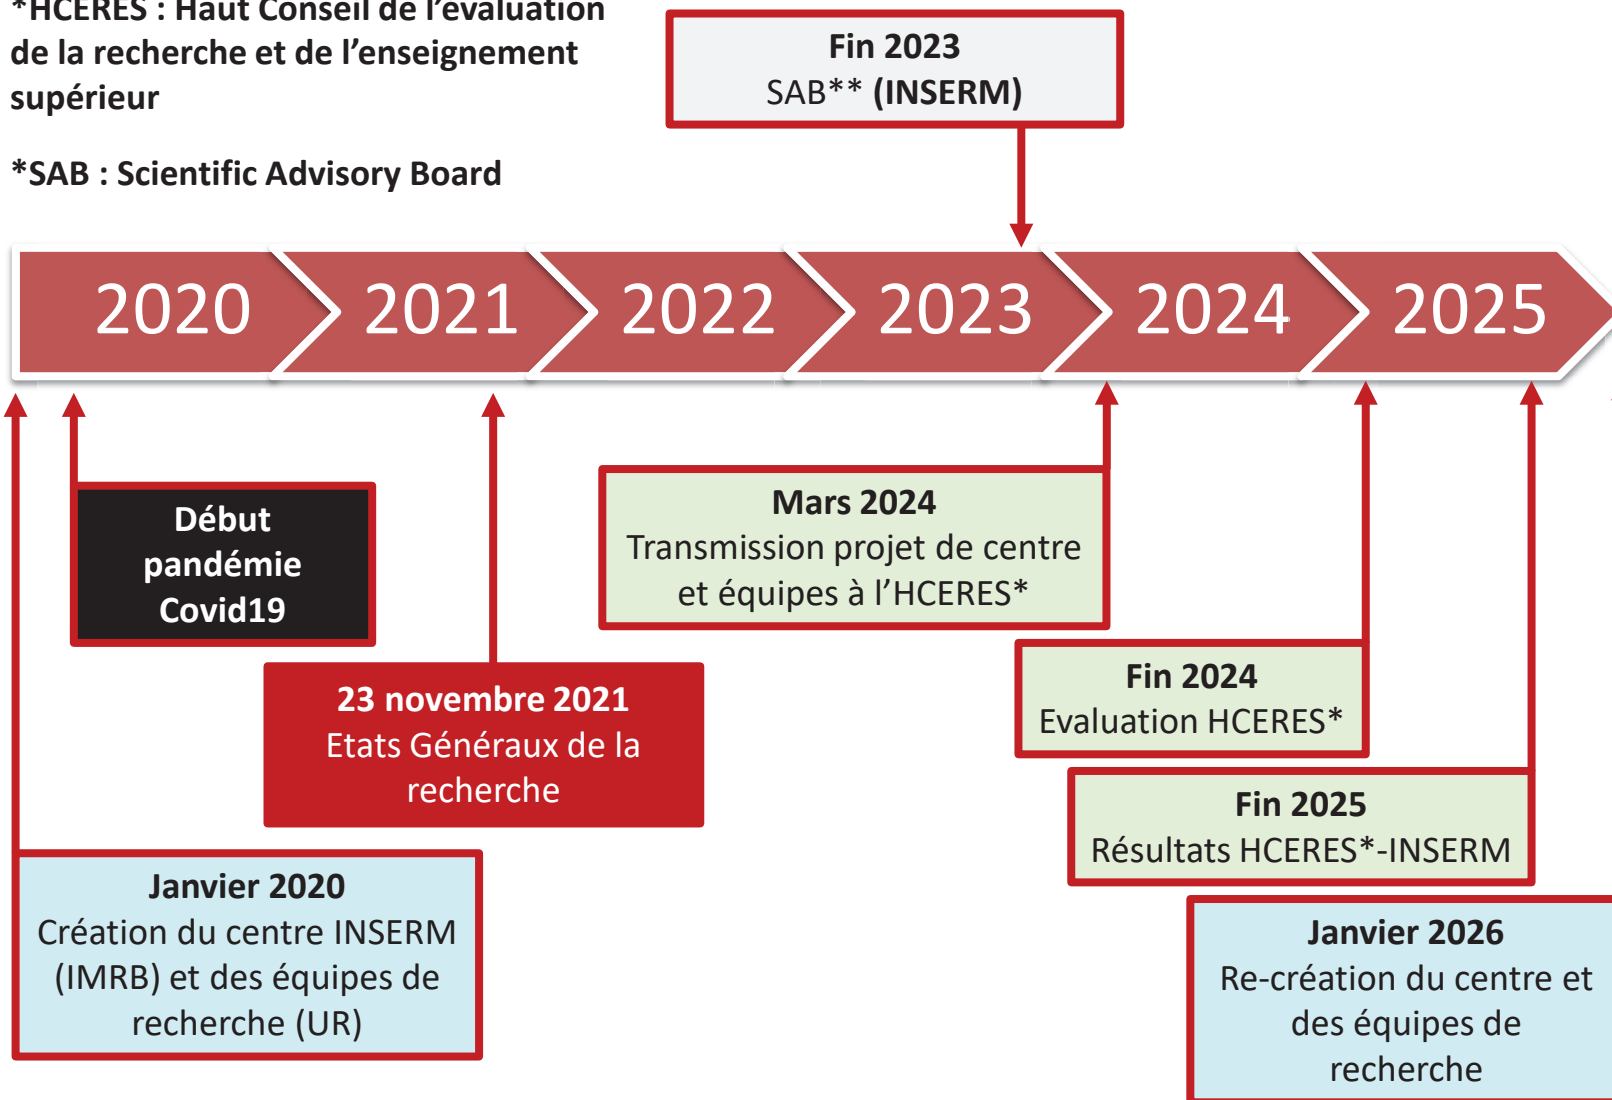 *HCERES : Haut Conseil de l’évaluation
de la recherche et de l’enseignement
supérieur
*SAB : Scientific Advisory Board
Fin 2023
SAB** (INSERM)
2020
2021
2022
2023
2024
2025
Début
pandémie
Covid19
23 novembre 2021
Etats Généraux de la
recherche
Janvier 2020
Création du centre INSERM
(IMRB) et des équipes de
recherche (UR)
Mars 2024
Transmission projet de centre
et équipes à l’HCERES*
Fin 2024
Evaluation HCERES*
Fin 2025
Résultats HCERES*-INSERM
Janvier 2026
Re-création du centre et
des équipes de
recherche